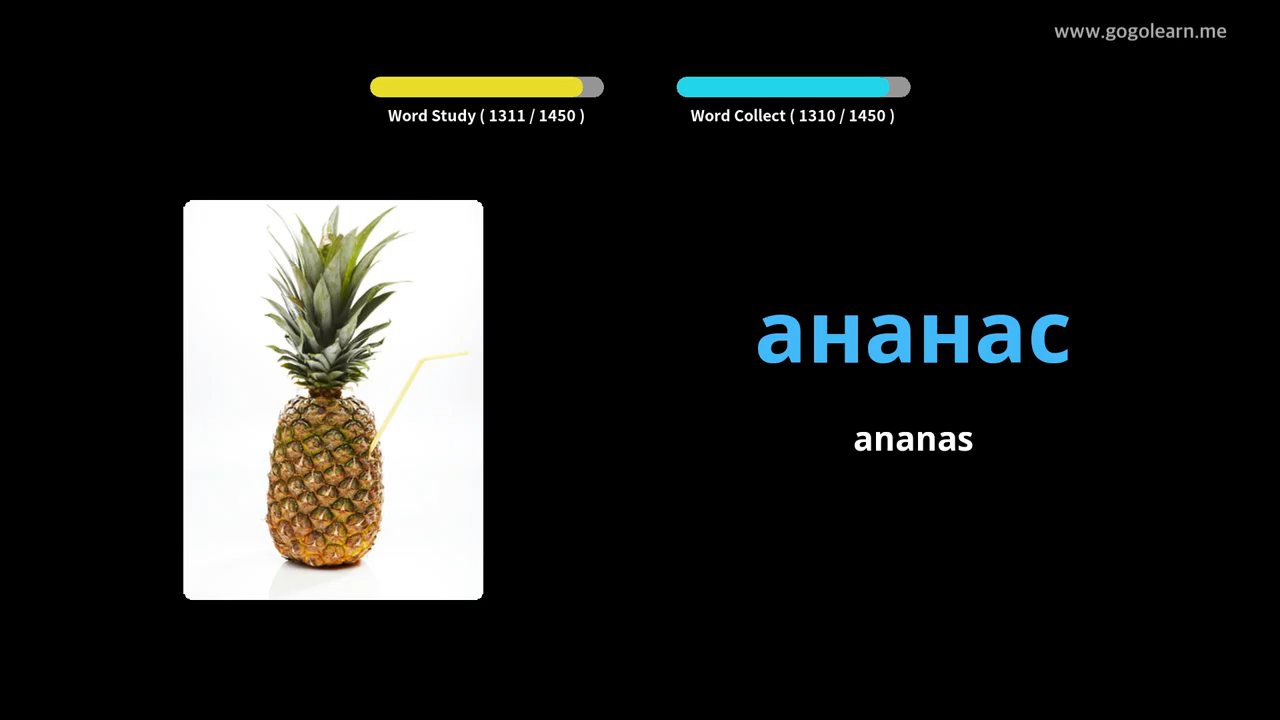 www.gogolearn.me
Word Study ( 1311 / 1450 )
Word Collect ( 1310 / 1450 )
ананас
ananas